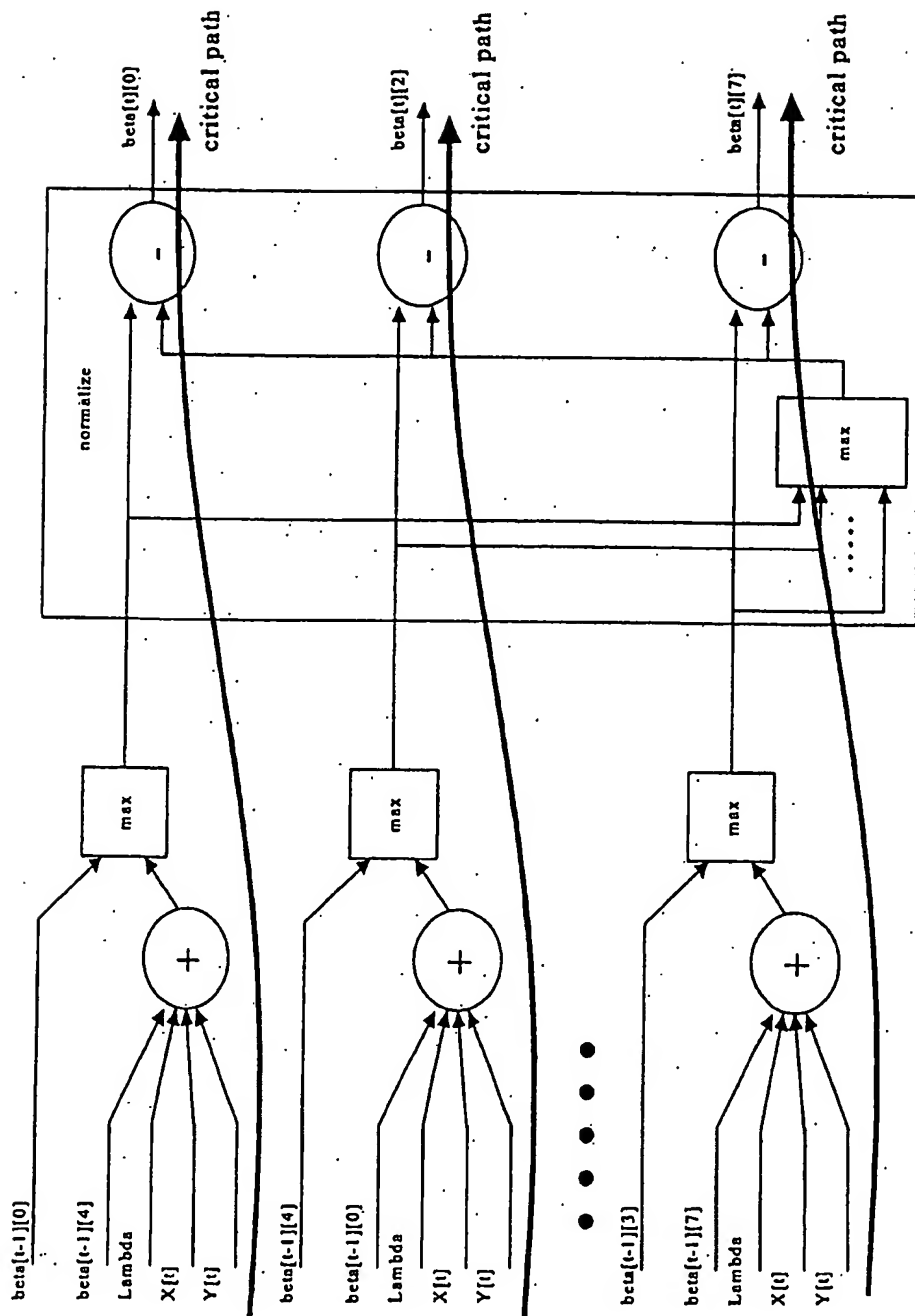 beta[t-1][0]
beta[t-1][4]
Lambda
X[t]
Y[t]
+
max
normalize
-
beta[t][0]
critical path
beta[t-1][4]
beta[t-1][0]
Lambda
X[t]
Y[t]
+
max
-
beta[t][2]
critical path
beta[t-1][3]
beta[t-1][7]
Lambda
X[t]
Y[t]
+
max
max
-
beta[t][7]
critical path